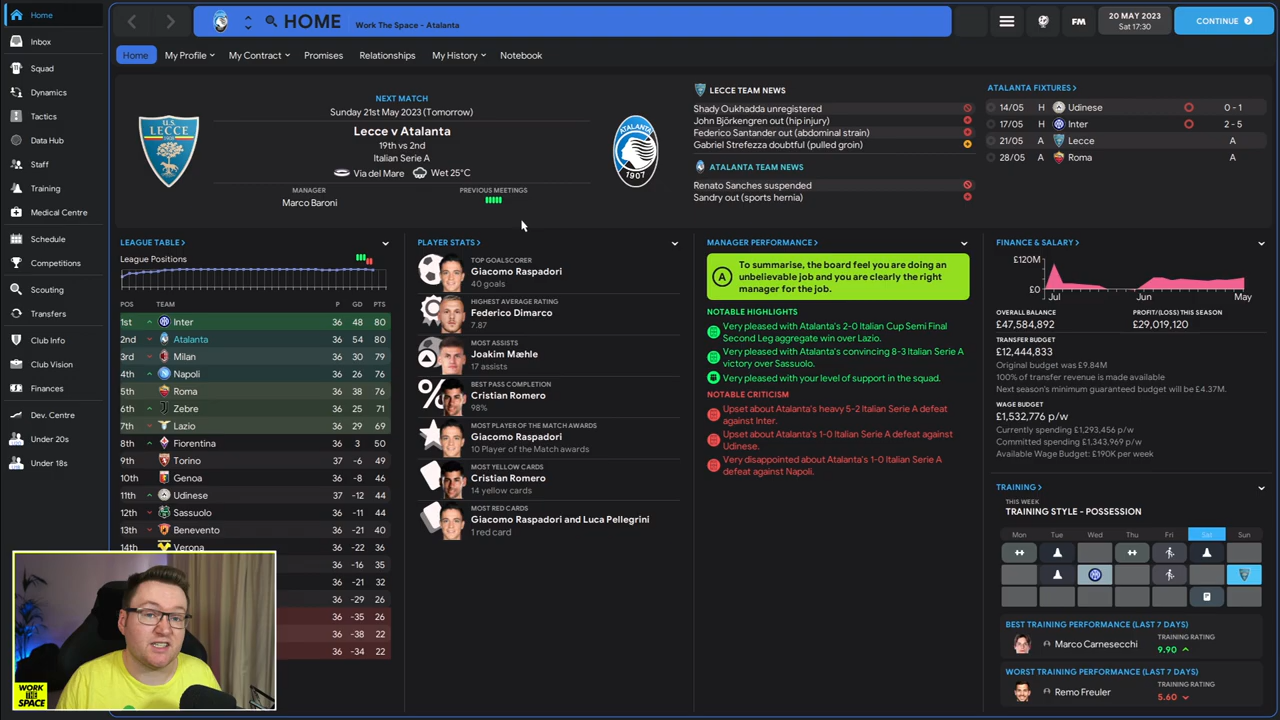 Home
Inbox
Squad
Dynamics
Tactics
Data Hub
Staff
Training
Medical Centre
Schedule
Competitions
Scouting
Transfers
Club Info
Club Vision
Finances
Dev. Centre
Under 20s
Under 18s
HOME
Work The Space - Atalanta
FM
20 MAY 2023
Sat 17:30
CONTINUE
Home
My Profile
My Contract
Promises
Relationships
My History
Notebook
U.S. LECCE
NEXT MATCH
Sunday 21st May 2023 (Tomorrow)
Lecce v Atalanta
19th vs 2nd
Italian Serie A
Via del Mare Wet 25°C
MANAGER
Marco Baroni
PREVIOUS MEETINGS
ATALANTA
1907
LECCE TEAM NEWS
Shady Oukhadda unregistered
John Björkengren out (hip injury)
Federico Santander out (abdominal strain)
Gabriel Strefezza doubtful (pulled groin)
ATALANTA TEAM NEWS
Renato Sanches suspended
Sandry out (sports hernia)
ATALANTA FIXTURES >
14/05 H Udinese 0 - 1
17/05 H Inter 2 - 5
21/05 A Lecce A
28/05 A Roma A
LEAGUE TABLE >
League Positions
POS TEAM P GD PTS
1st Inter 36 48 80
2nd Atalanta 36 54 80
3rd Milan 36 30 79
4th Napoli 36 26 76
5th Roma 36 38 76
6th Zebre 36 25 71
7th Lazio 36 29 69
8th Fiorentina 36 3 50
9th Torino 37 -6 49
10th Genoa 36 -8 46
11th Udinese 37 -12 44
12th Sassuolo 36 -11 44
13th Benevento 36 -21 40
14th Verona 36 -22 36
36 -16 35
36 -21 32
36 -29 26
36 -35 26
36 -38 22
36 -34 22
PLAYER STATS >
TOP GOALSCORER
Giacomo Raspadori
40 goals
HIGHEST AVERAGE RATING
Federico Dimarco
7.87
MOST ASSISTS
Joakim Mæhle
17 assists
BEST PASS COMPLETION
Cristian Romero
98%
MOST PLAYER OF THE MATCH AWARDS
Giacomo Raspadori
10 Player of the Match awards
MOST YELLOW CARDS
Cristian Romero
14 yellow cards
MOST RED CARDS
Giacomo Raspadori and Luca Pellegrini
1 red card
MANAGER PERFORMANCE >
A
To summarise, the board feel you are doing an
unbelievable job and you are clearly the right
manager for the job.
NOTABLE HIGHLIGHTS
Very pleased with Atalanta's 2-0 Italian Cup Semi Final
Second Leg aggregate win over Lazio.
Very pleased with Atalanta's convincing 8-3 Italian Serie A
victory over Sassuolo.
Very pleased with your level of support in the squad.
NOTABLE CRITICISM
Upset about Atalanta's heavy 5-2 Italian Serie A defeat
against Inter.
Upset about Atalanta's 1-0 Italian Serie A defeat against
Udinese.
Very disappointed about Atalanta's 1-0 Italian Serie A
defeat against Napoli.
FINANCE & SALARY >
£120M
£0
Jul Jun May
OVERALL BALANCE
£47,584,892
PROFIT/(LOSS) THIS SEASON
£29,019,120
TRANSFER BUDGET
£12,444,833
Original budget was £9.84M
100% of transfer revenue is made available
Next season's minimum guaranteed budget will be £4.37M.
WAGE BUDGET
£1,532,776 p/w
Currently spending £1,293,456 p/w
Committed spending £1,343,969 p/w
Available Wage Budget: £190K per week
TRAINING >
THIS WEEK
TRAINING STYLE - POSSESSION
Mon Tue Wed Thu Fri Sat Sun
BEST TRAINING PERFORMANCE (LAST 7 DAYS)
Marco Carnesecchi
TRAINING RATING
9.90
WORST TRAINING PERFORMANCE (LAST 7 DAYS)
Remo Freuler
TRAINING RATING
5.60
WORK
THE
SPACE